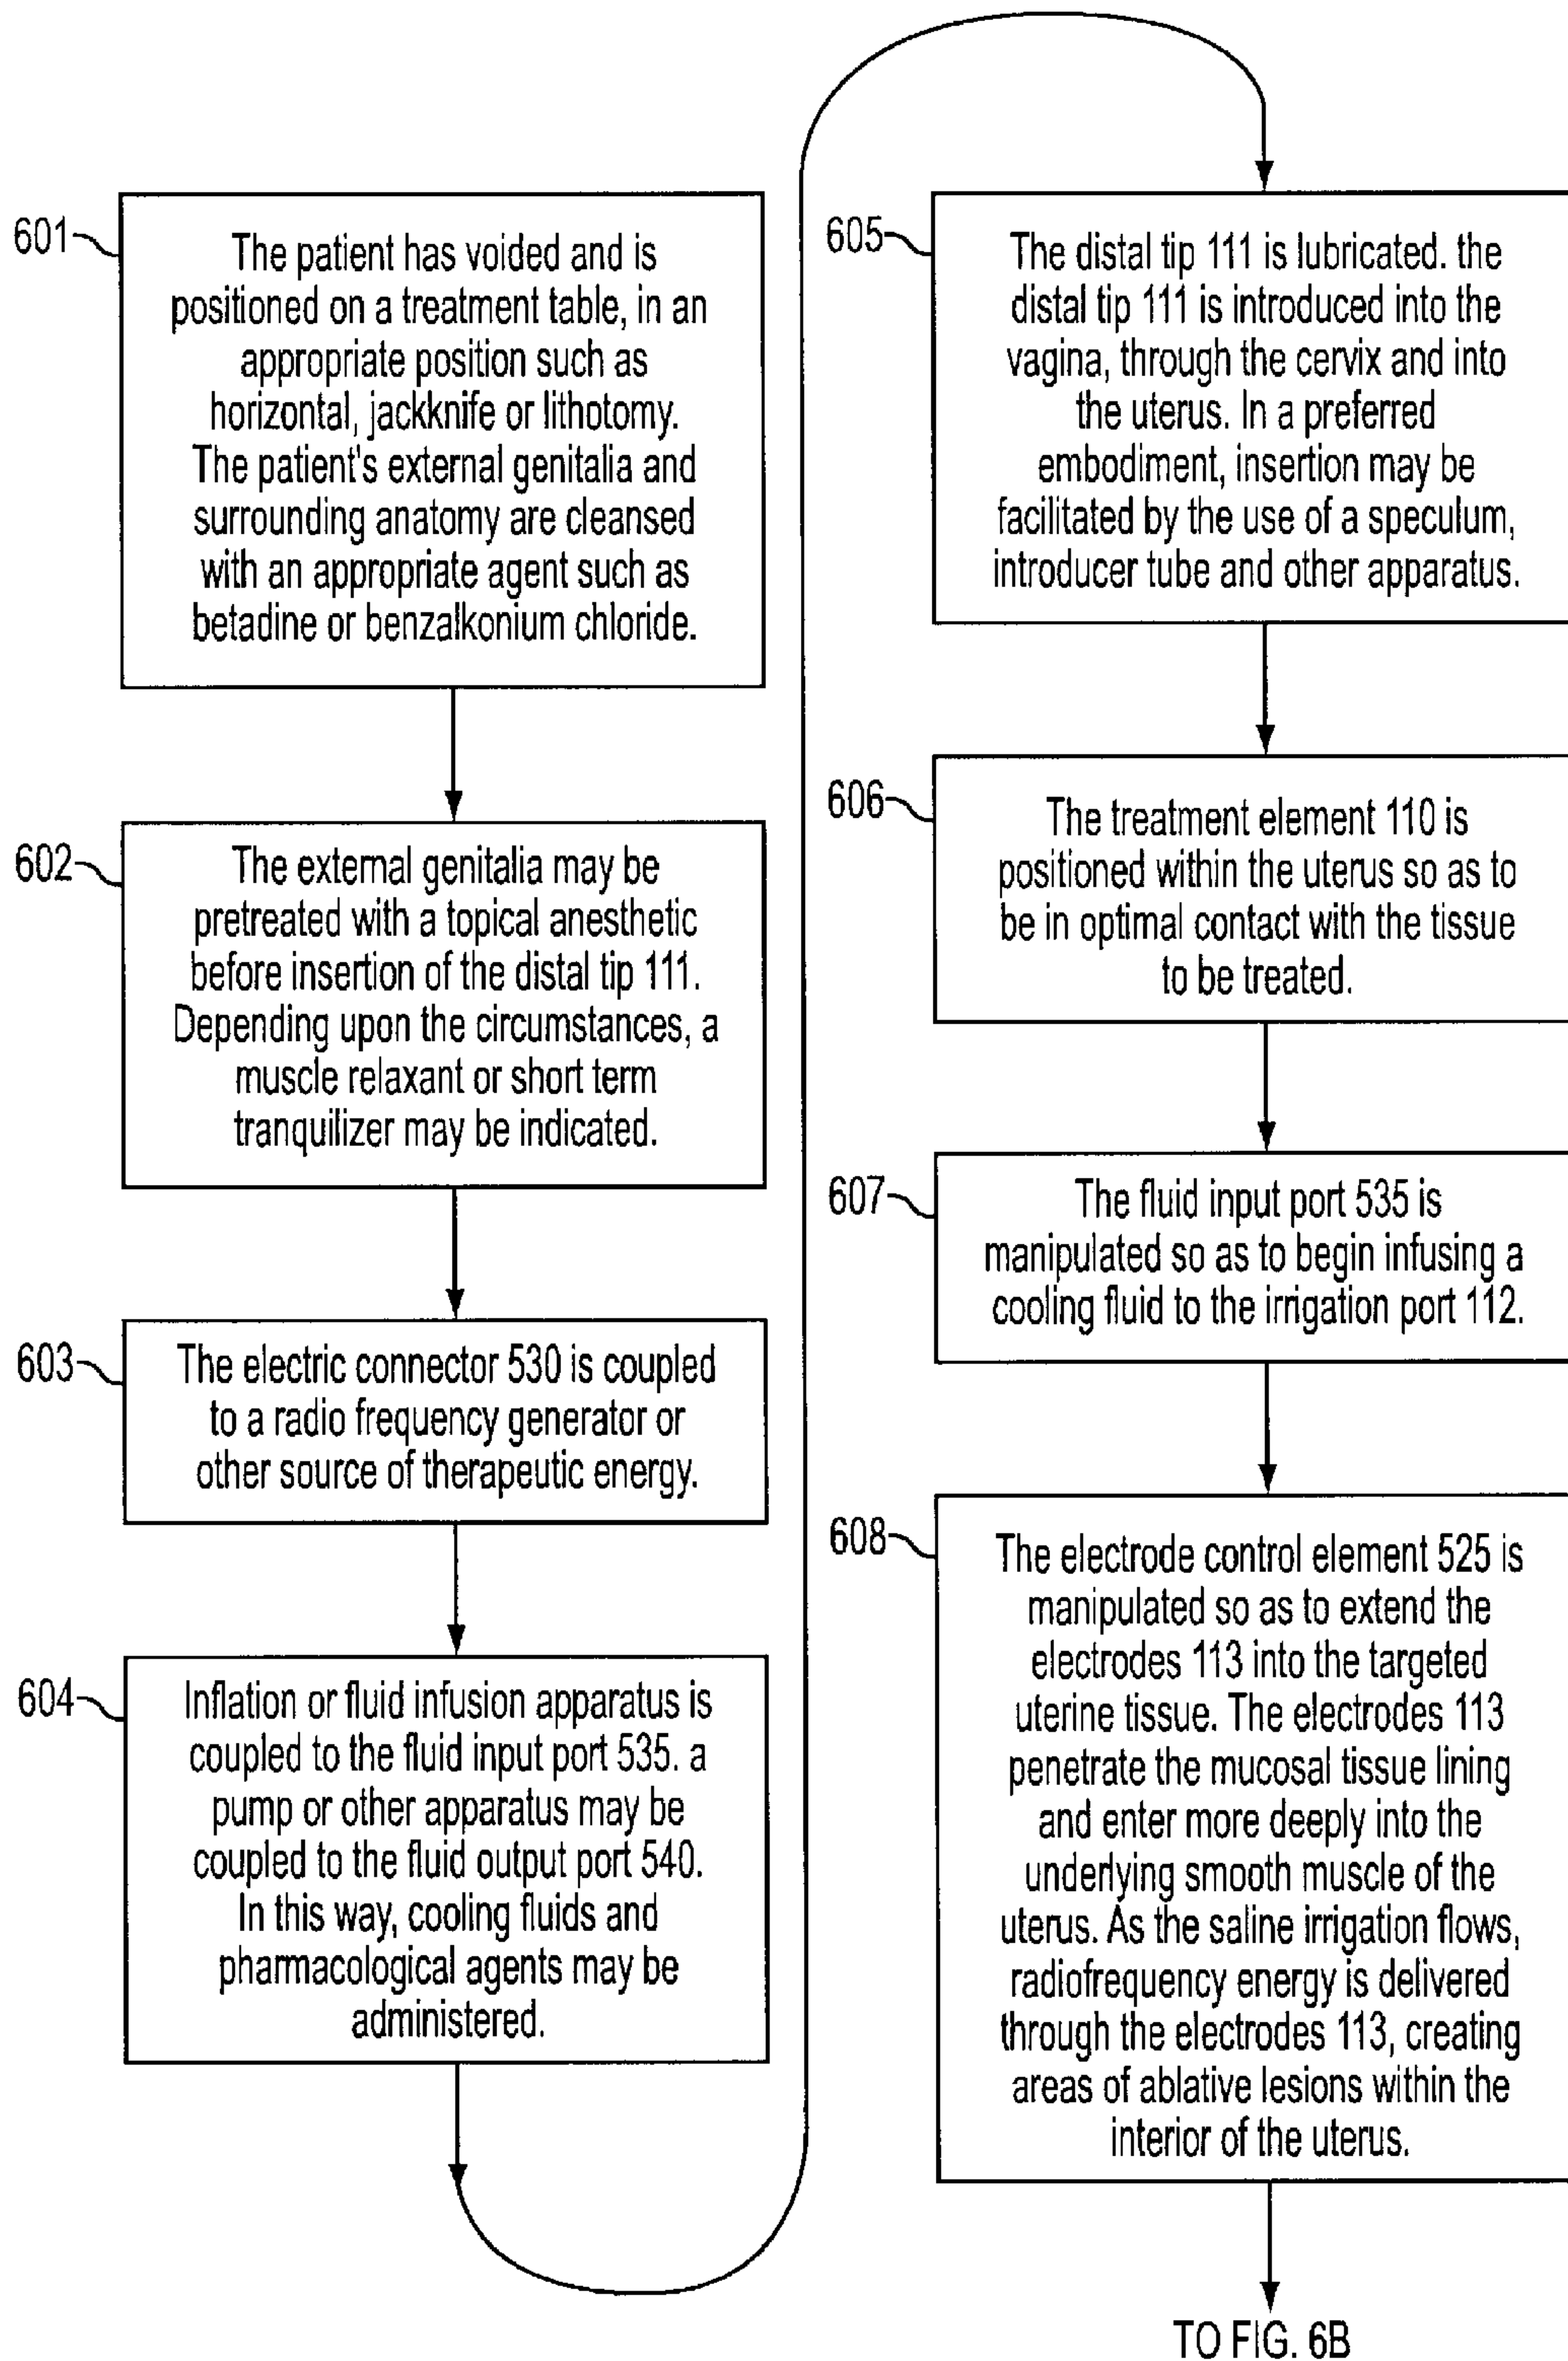 601
The patient has voided and is
positioned on a treatment table, in an
appropriate position such as
horizontal, jackknife or lithotomy.
The patient's external genitalia and
surrounding anatomy are cleansed
with an appropriate agent such as
betadine or benzalkonium chloride.
602
The external genitalia may be
pretreated with a topical anesthetic
before insertion of the distal tip 111.
Depending upon the circumstances, a
muscle relaxant or short term
tranquilizer may be indicated.
603
The electric connector 530 is coupled
to a radio frequency generator or
other source of therapeutic energy.
604
Inflation or fluid infusion apparatus is
coupled to the fluid input port 535. a
pump or other apparatus may be
coupled to the fluid output port 540.
In this way, cooling fluids and
pharmacological agents may be
administered.
605
The distal tip 111 is lubricated. the
distal tip 111 is introduced into the
vagina, through the cervix and into
the uterus. In a preferred
embodiment, insertion may be
facilitated by the use of a speculum,
introducer tube and other apparatus.
606
The treatment element 110 is
positioned within the uterus so as to
be in optimal contact with the tissue
to be treated.
607
The fluid input port 535 is
manipulated so as to begin infusing a
cooling fluid to the irrigation port 112.
608
The electrode control element 525 is
manipulated so as to extend the
electrodes 113 into the targeted
uterine tissue. The electrodes 113
penetrate the mucosal tissue lining
and enter more deeply into the
underlying smooth muscle of the
uterus. As the saline irrigation flows,
radiofrequency energy is delivered
through the electrodes 113, creating
areas of ablative lesions within the
interior of the uterus.
TO FIG. 6B